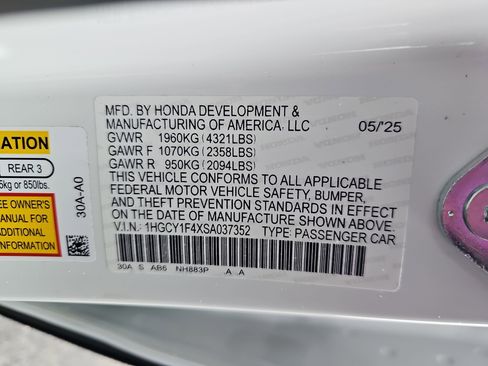 MFD. BY HONDA DEVELOPMENT &
MANUFACTURING OF AMERICA, LLC 05/'25
GVWR 1960KG (4321LBS)
GAWR F 1070KG (2358LBS)
GAWR R 950KG (2094LBS)
THIS VEHICLE CONFORMS TO ALL APPLICABLE
FEDERAL MOTOR VEHICLE SAFETY, BUMPER,
AND THEFT PREVENTION STANDARDS IN EFFECT
ON THE DATE OF MANUFACTURE SHOWN ABOVE.
V.I.N.: 1HGCY1F4XSA037352 TYPE: PASSENGER CAR
30A S AB6 NH883P A A
30A-A0
ATION
REAR 3
5kg or 850lbs.
EE OWNER'S
MANUAL FOR
ADDITIONAL
FORMATION